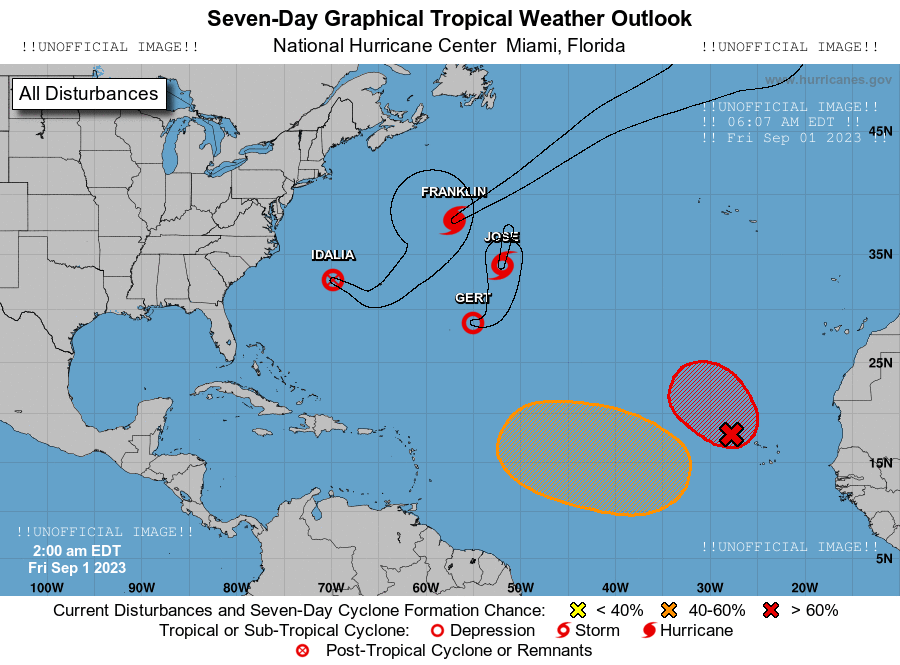 Seven-Day Graphical Tropical Weather Outlook
!!UNOFFICIAL IMAGE!! National Hurricane Center Miami, Florida !!UNOFFICIAL IMAGE!!
www.hurricanes.gov
All Disturbances
!!UNOFFICIAL IMAGE!!
!! 06:07 AM EDT !!
!! Fri Sep 01 2023 !!
45N
FRANKLIN
JOSE
35N
IDALIA
GERT
25N
15N
!!UNOFFICIAL IMAGE!!
2:00 am EDT
Fri Sep 1 2023
!!UNOFFICIAL IMAGE!!
5N
100W 90W 80W 70W 60W 50W 40W 30W 20W
Current Disturbances and Seven-Day Cyclone Formation Chance: < 40% 40-60% > 60%
Tropical or Sub-Tropical Cyclone: Depression Storm Hurricane
Post-Tropical Cyclone or Remnants